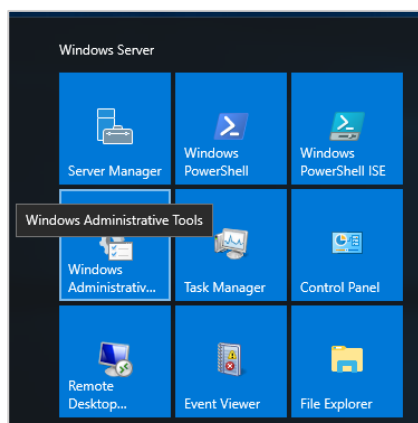 Windows Server
Server Manager
Windows
PowerShell
Windows
PowerShell ISE
Windows Administrative Tools
Windows
Administrativ...
Task Manager
Control Panel
Remote
Desktop...
Event Viewer
File Explorer